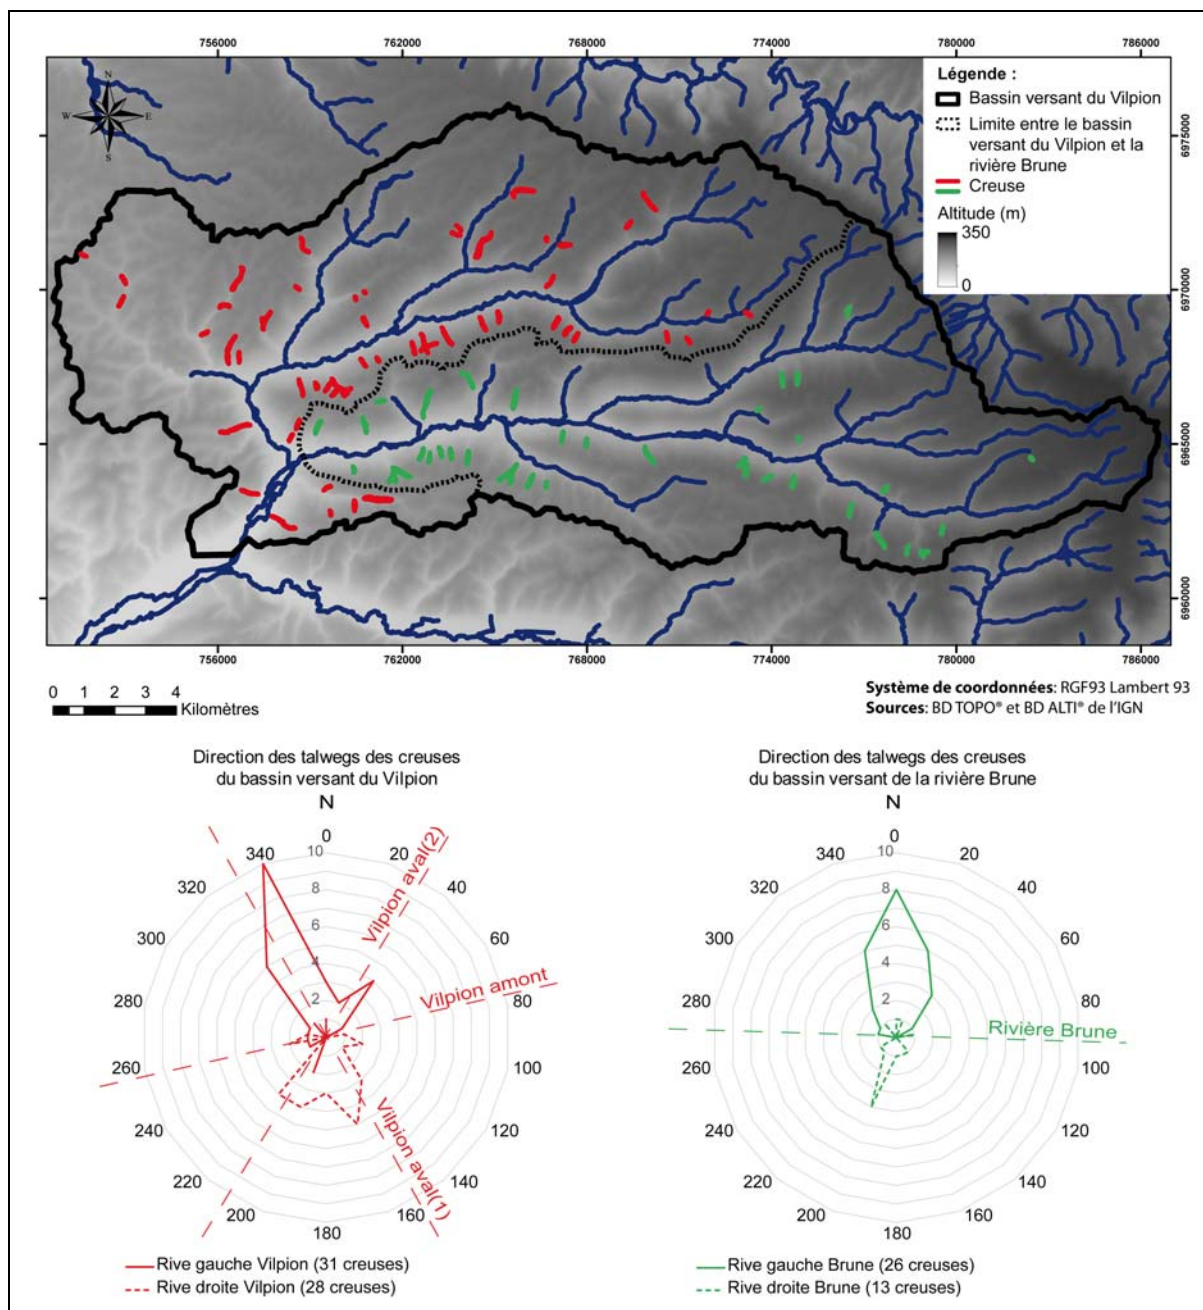 756000
762000
768000
774000
780000
786000
N
W
E
S
Légende :
Bassin versant du Vilpion
Limite entre le bassin
versant du Vilpion et la
rivière Brune
Creuse
Altitude (m)
350
0
6975000
6970000
6965000
6960000
756000
762000
768000
774000
780000
786000
0 1 2 3 4
Kilomètres
Système de coordonnées: RGF93 Lambert 93
Sources: BD TOPO® et BD ALTI® de l'IGN
Direction des talwegs des creuses
du bassin versant du Vilpion
N
0
20
40
60
80
100
120
140
160
180
200
220
240
260
280
300
320
340
10
8
6
4
2
Vilpion aval(2)
Vilpion amont
Vilpion aval(1)
Rive gauche Vilpion (31 creuses)
Rive droite Vilpion (28 creuses)
Direction des talwegs des creuses
du bassin versant de la rivière Brune
N
0
20
40
60
80
100
120
140
160
180
200
220
240
260
280
300
320
340
10
8
6
4
2
Rivière Brune
Rive gauche Brune (26 creuses)
Rive droite Brune (13 creuses)